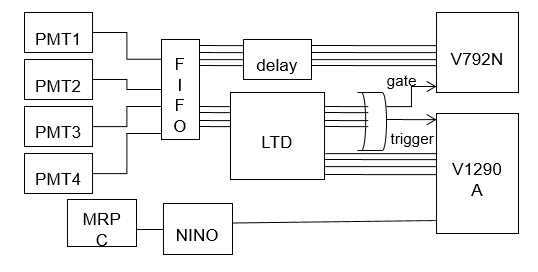 PMT1
PMT2
PMT3
PMT4
F
I
F
O
delay
LTD
gate
trigger
V792N
V1290
A
MRP
C
NINO